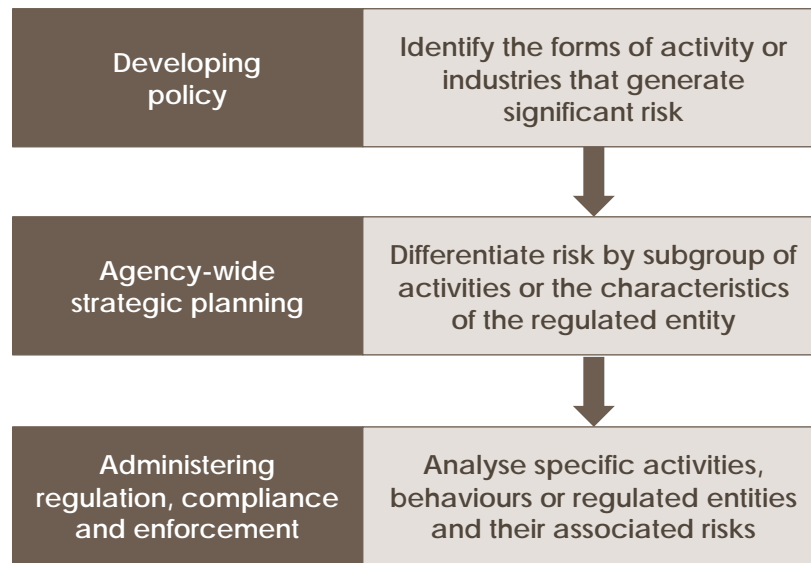 Developing
policy
Identify the forms of activity or
industries that generate
significant risk
Agency-wide
strategic planning
Differentiate risk by subgroup of
activities or the characteristics
of the regulated entity
Administering
regulation, compliance
and enforcement
Analyse specific activities,
behaviours or regulated entities
and their associated risks